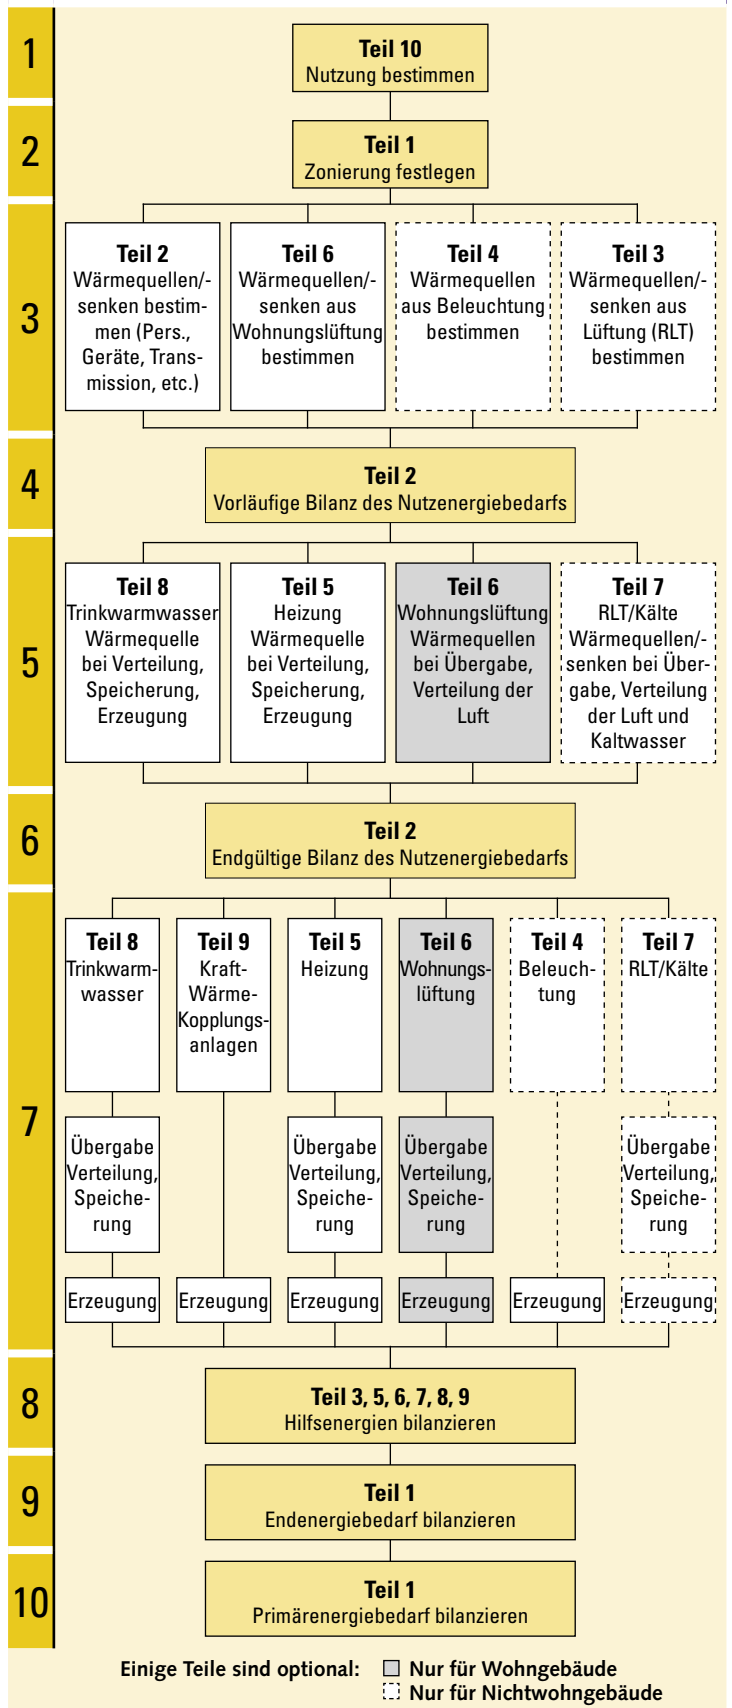 1
Teil 10
Nutzung bestimmen
2
Teil 1
Zonierung festlegen
3
Teil 2
Wärmequellen/-
senken bestim-
men (Pers.,
Geräte, Trans-
mission, etc.)
Teil 6
Wärmequellen/-
senken aus
Wohnungslüftung
bestimmen
Teil 4
Wärmequellen
aus Beleuchtung
bestimmen
Teil 3
Wärmequellen/-
senken aus
Lüftung (RLT)
bestimmen
4
Teil 2
Vorläufige Bilanz des Nutzenergiebedarfs
5
Teil 8
Trinkwarmwasser
Wärmequelle
bei Verteilung,
Speicherung,
Erzeugung
Teil 5
Heizung
Wärmequelle
bei Verteilung,
Speicherung,
Erzeugung
Teil 6
Wohnungslüftung
Wärmequellen
bei Übergabe,
Verteilung der
Luft
Teil 7
RLT/Kälte
Wärmequellen/-
senken bei Über-
gabe, Verteilung
der Luft und
Kaltwasser
6
Teil 2
Endgültige Bilanz des Nutzenergiebedarfs
7
Teil 8
Trinkwarm-
wasser
Teil 9
Kraft-
Wärme-
Kopplungs-
anlagen
Teil 5
Heizung
Teil 6
Wohnungs-
lüftung
Teil 4
Beleuch-
tung
Teil 7
RLT/Kälte
Übergabe
Verteilung,
Speiche-
rung
Übergabe
Verteilung,
Speiche-
rung
Übergabe
Verteilung,
Speiche-
rung
Übergabe
Verteilung,
Speiche-
rung
Erzeugung
Erzeugung
Erzeugung
Erzeugung
Erzeugung
Erzeugung
8
Teil 3, 5, 6, 7, 8, 9
Hilfsenergien bilanzieren
9
Teil 1
Endenergiebedarf bilanzieren
10
Teil 1
Primärenergiebedarf bilanzieren
Einige Teile sind optional: Nur für Wohngebäude
Nur für Nichtwohngebäude